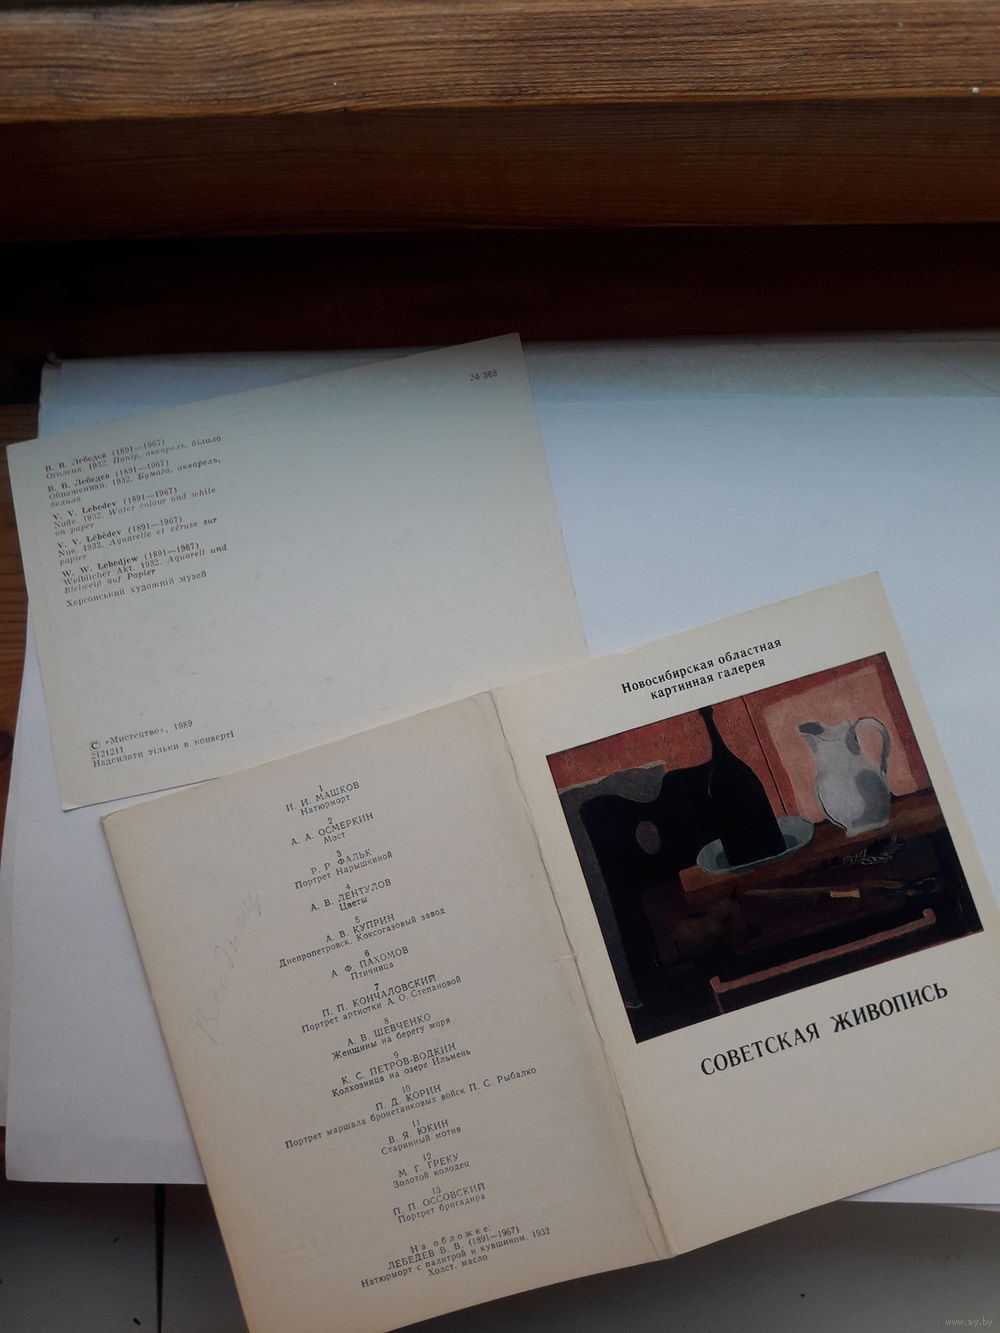 № 368
В. В. Лебедєв (1891—1967)
Оголена. 1932. Папір, акварель, білило
В. В. Лебедев (1891—1967)
Обнаженная. 1932. Бумага, акварель,
белила
V. V. Lebedev (1891—1967)
Nude. 1932. Water colour and white
on paper
V. V. Lébédev (1891—1967)
Nue. 1932. Aquarelle et céruse sur
papier
W. W. Lebedjew (1891—1967)
Weiblicher Akt. 1932. Aquarell und
Bleiweiß auf Papier
Херсонський художній музей
© «Мистецтво», 1989
2121211
Надсилати тільки в конверті
1
И. И. МАШКОВ
Натюрморт
2
А. А. ОСМЕРКИН
Мост
3
Р. Р. ФАЛЬК
Портрет Нарышкиной
4
А. В. ЛЕНТУЛОВ
Цветы
5
А. В. КУПРИН
Днепропетровск. Коксогазовый завод
6
А. Ф. ПАХОМОВ
Птичница
7
П. П. КОНЧАЛОВСКИЙ
Портрет артистки А. О. Степановой
8
А. В. ШЕВЧЕНКО
Женщины на берегу моря
9
К. С. ПЕТРОВ-ВОДКИН
Колхозница на озере Ильмень
10
П. Д. КОРИН
Портрет маршала бронетанковых войск П. С. Рыбалко
11
В. Я. ЮКИН
Старинный мотив
12
М. Г. ГРЕКУ
Золотой колодец
13
П. П. ОССОВСКИЙ
Портрет бригадира
На обложке:
ЛЕБЕДЕВ В. В. (1891—1967)
Натюрморт с палитрой и кувшином. 1932
Холст, масло
Новосибирская областная
картинная галерея
СОВЕТСКАЯ ЖИВОПИСЬ
www.ay.by